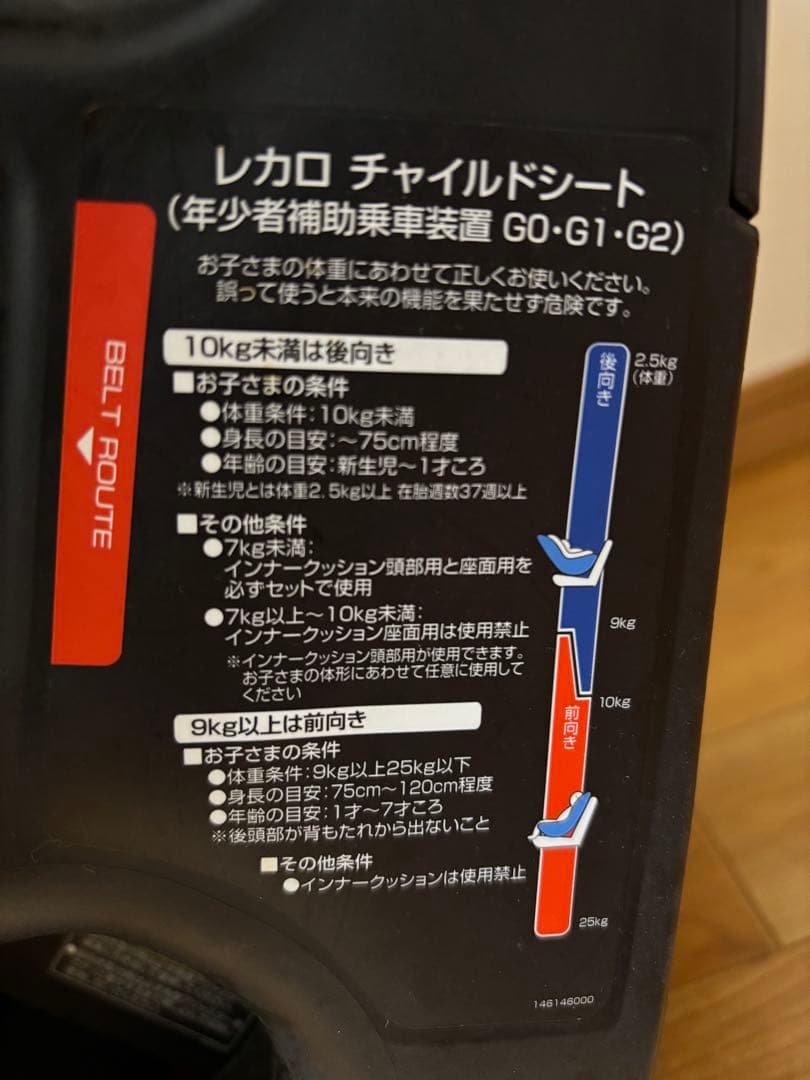 レカロ チャイルドシート
(年少者補助乗車装置 G0・G1・G2)
お子さまの体重にあわせて正しくお使いください。
誤って使うと本来の機能を果たせず危険です。
BELT ROUTE
10kg未満は後向き
■お子さまの条件
●体重条件:10kg未満
●身長の目安:～75cm程度
●年齢の目安:新生児～1才ころ
※新生児とは体重2.5kg以上 在胎週数37週以上
■その他条件
●7kg未満:
インナークッション頭部用と座面用を
必ずセットで使用
●7kg以上～10kg未満:
インナークッション座面用は使用禁止
※インナークッション頭部用が使用できます。
お子さまの体形にあわせて任意に使用して
ください
9kg以上は前向き
■お子さまの条件
●体重条件:9kg以上25kg以下
●身長の目安:75cm～120cm程度
●年齢の目安:1才～7才ころ
※後頭部が背もたれから出ないこと
■その他条件
●インナークッションは使用禁止
後向き
2.5kg
(体重)
9kg
10kg
前向き
25kg
146146000